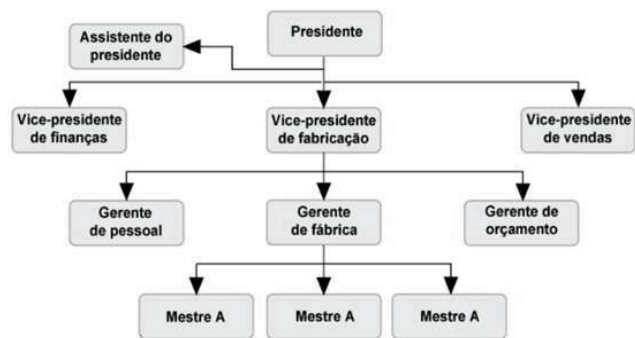 Presidente
Assistente do
presidente
Vice-presidente
de finanças
Vice-presidente
de fabricação
Vice-presidente
de vendas
Gerente
de pessoal
Gerente
de fábrica
Gerente de
orçamento
Mestre A
Mestre A
Mestre A